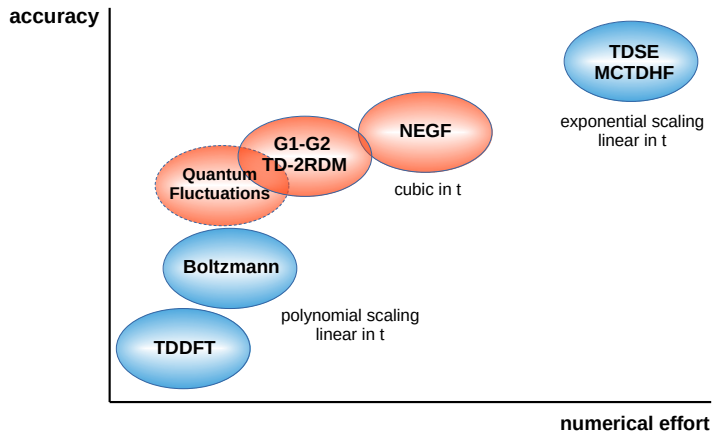 accuracy
TDSE
MCTDHF
exponential scaling
linear in t
NEGF
cubic in t
G1-G2
TD-2RDM
Quantum
Fluctuations
Boltzmann
polynomial scaling
linear in t
TDDFT
numerical effort